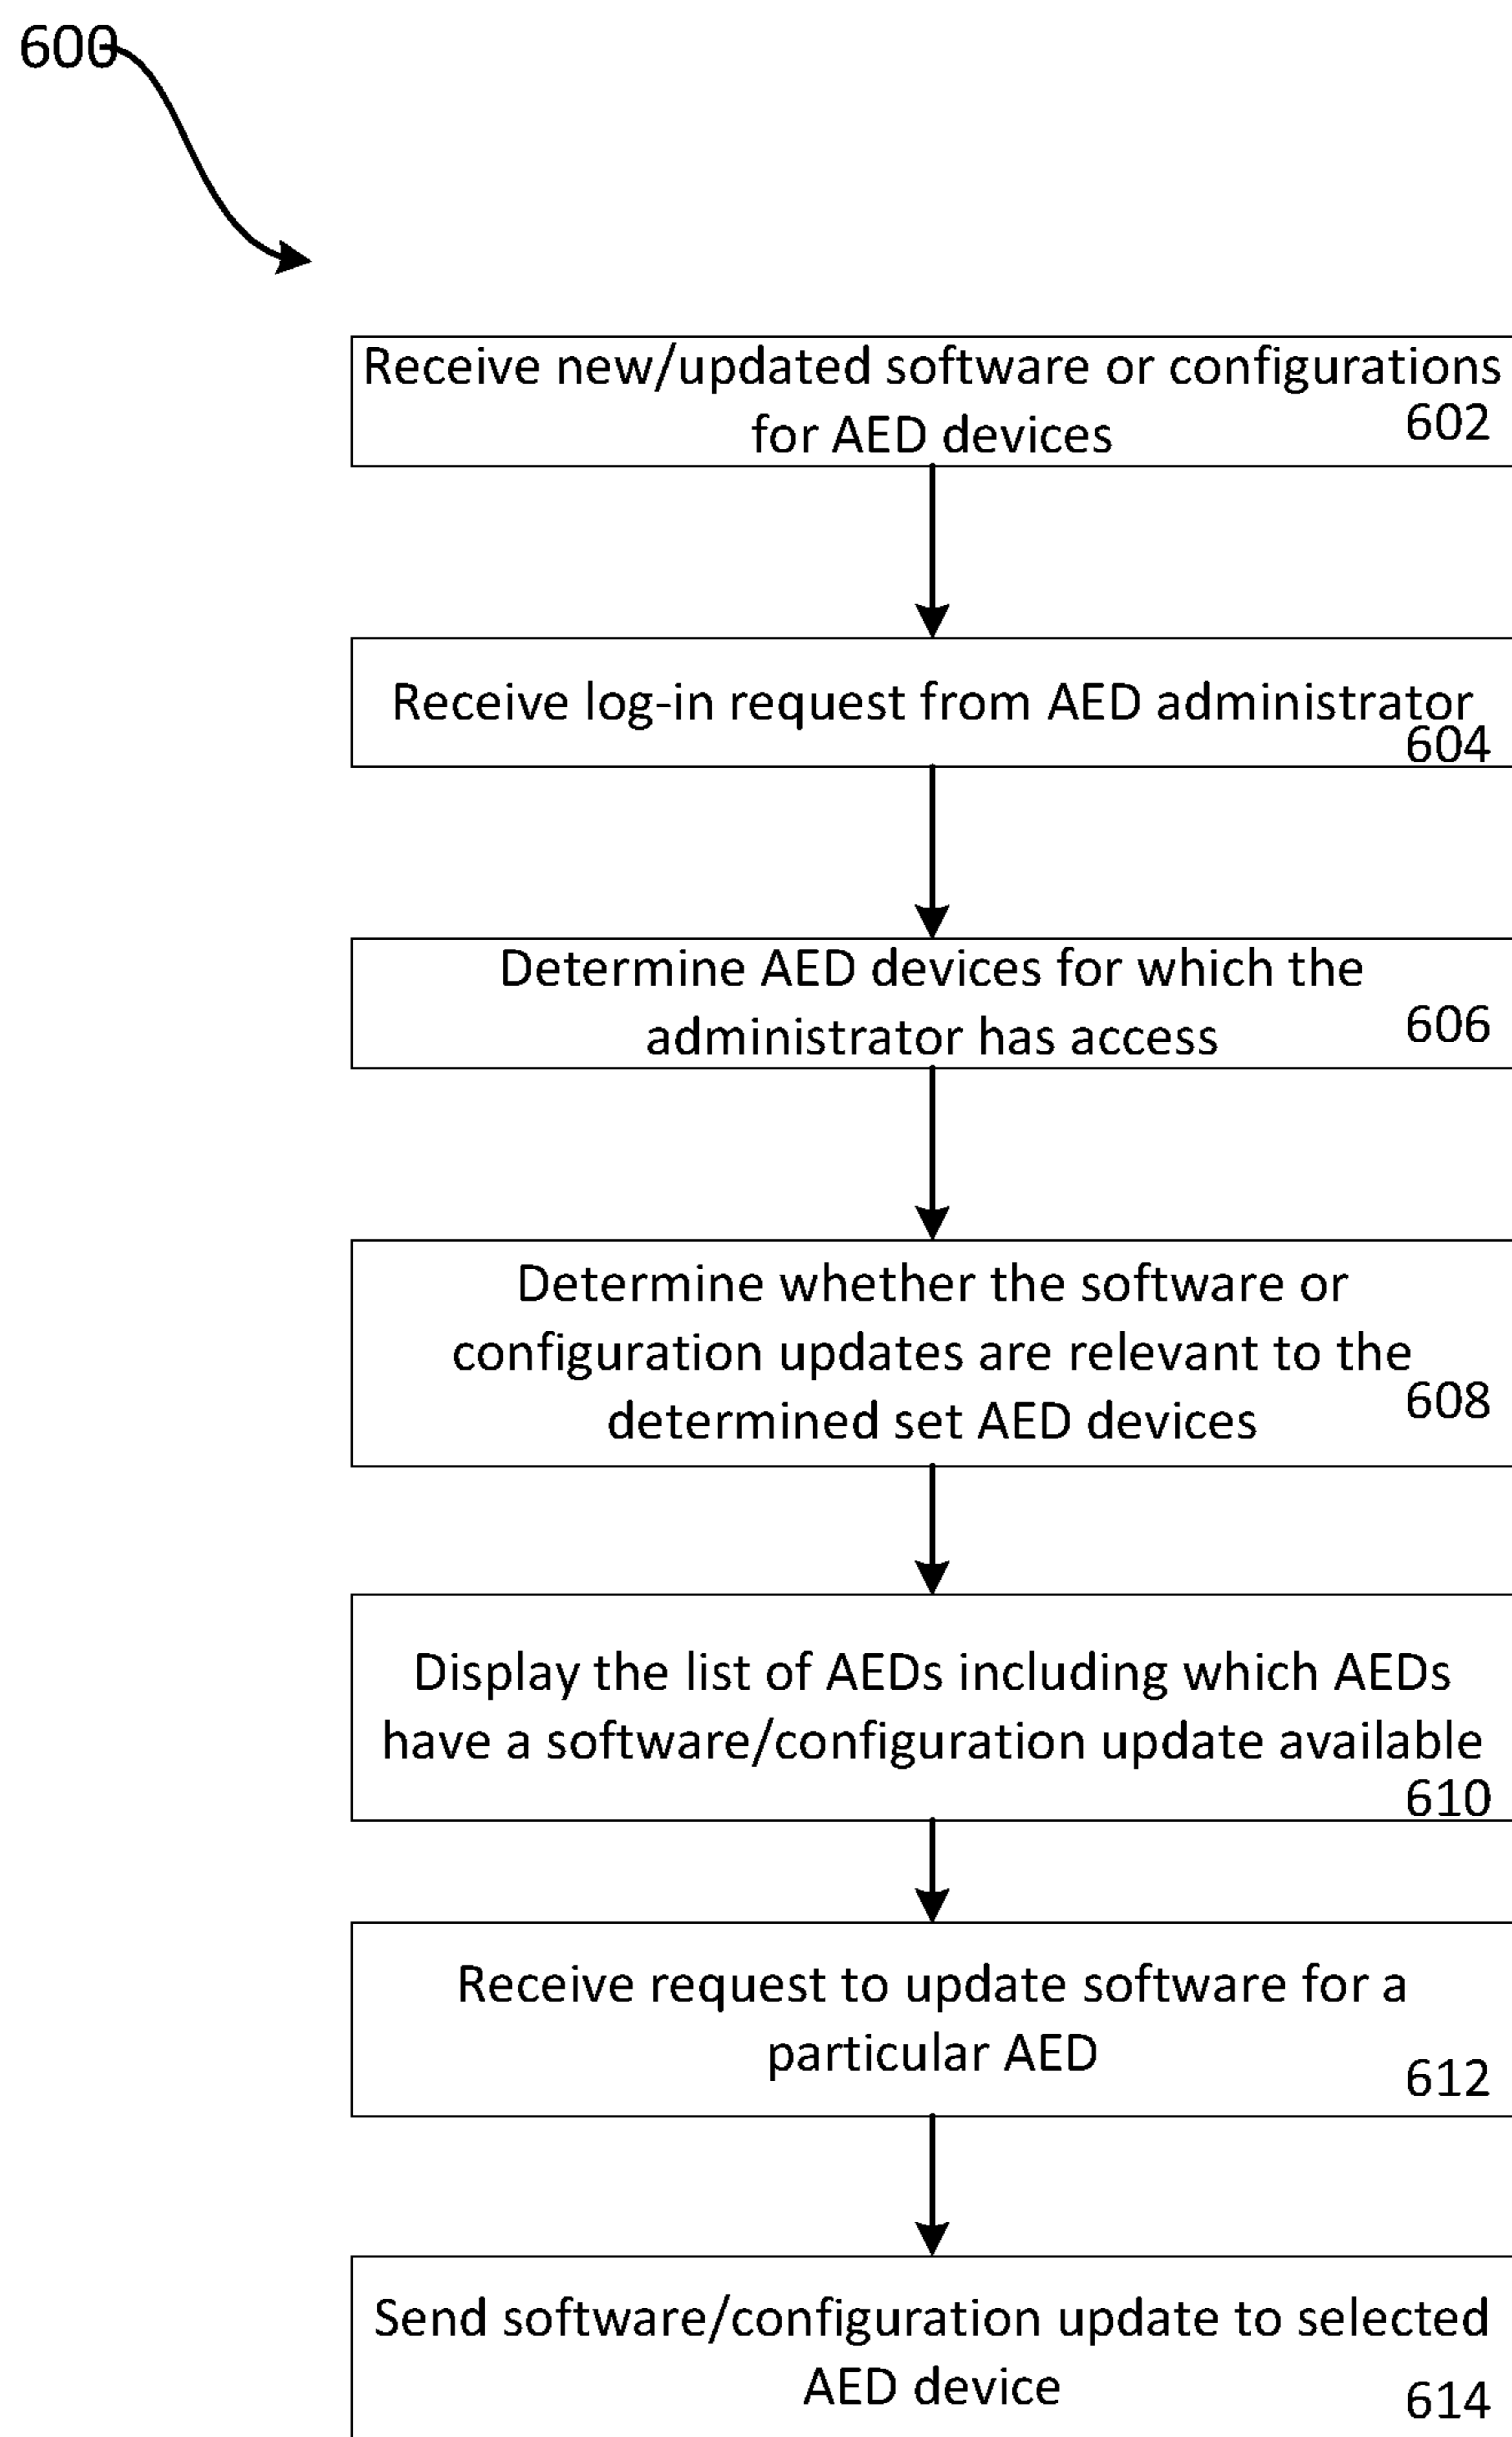 600
Receive new/updated software or configurations
for AED devices
602
Receive log-in request from AED administrator
604
Determine AED devices for which the
administrator has access
606
Determine whether the software or
configuration updates are relevant to the
determined set AED devices
608
Display the list of AEDs including which AEDs
have a software/configuration update available
610
Receive request to update software for a
particular AED
612
Send software/configuration update to selected
AED device
614